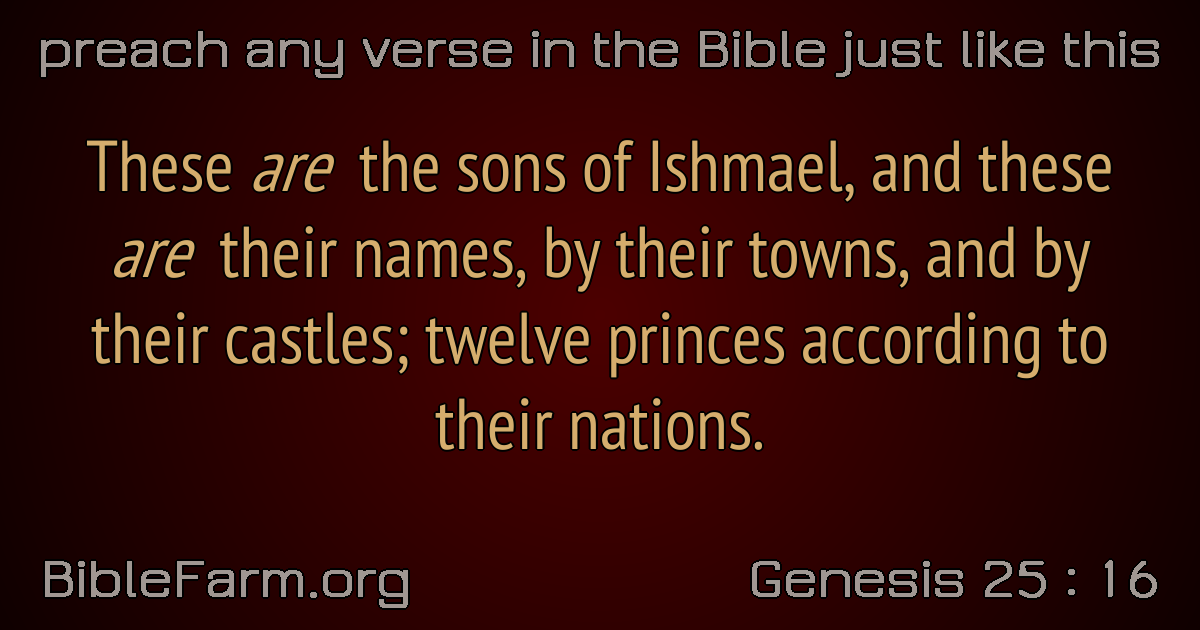 preach any verse in the Bible just like this
These are the sons of Ishmael, and these
are their names, by their towns, and by
their castles; twelve princes according to
their nations.
BibleFarm.org
Genesis 25 : 16